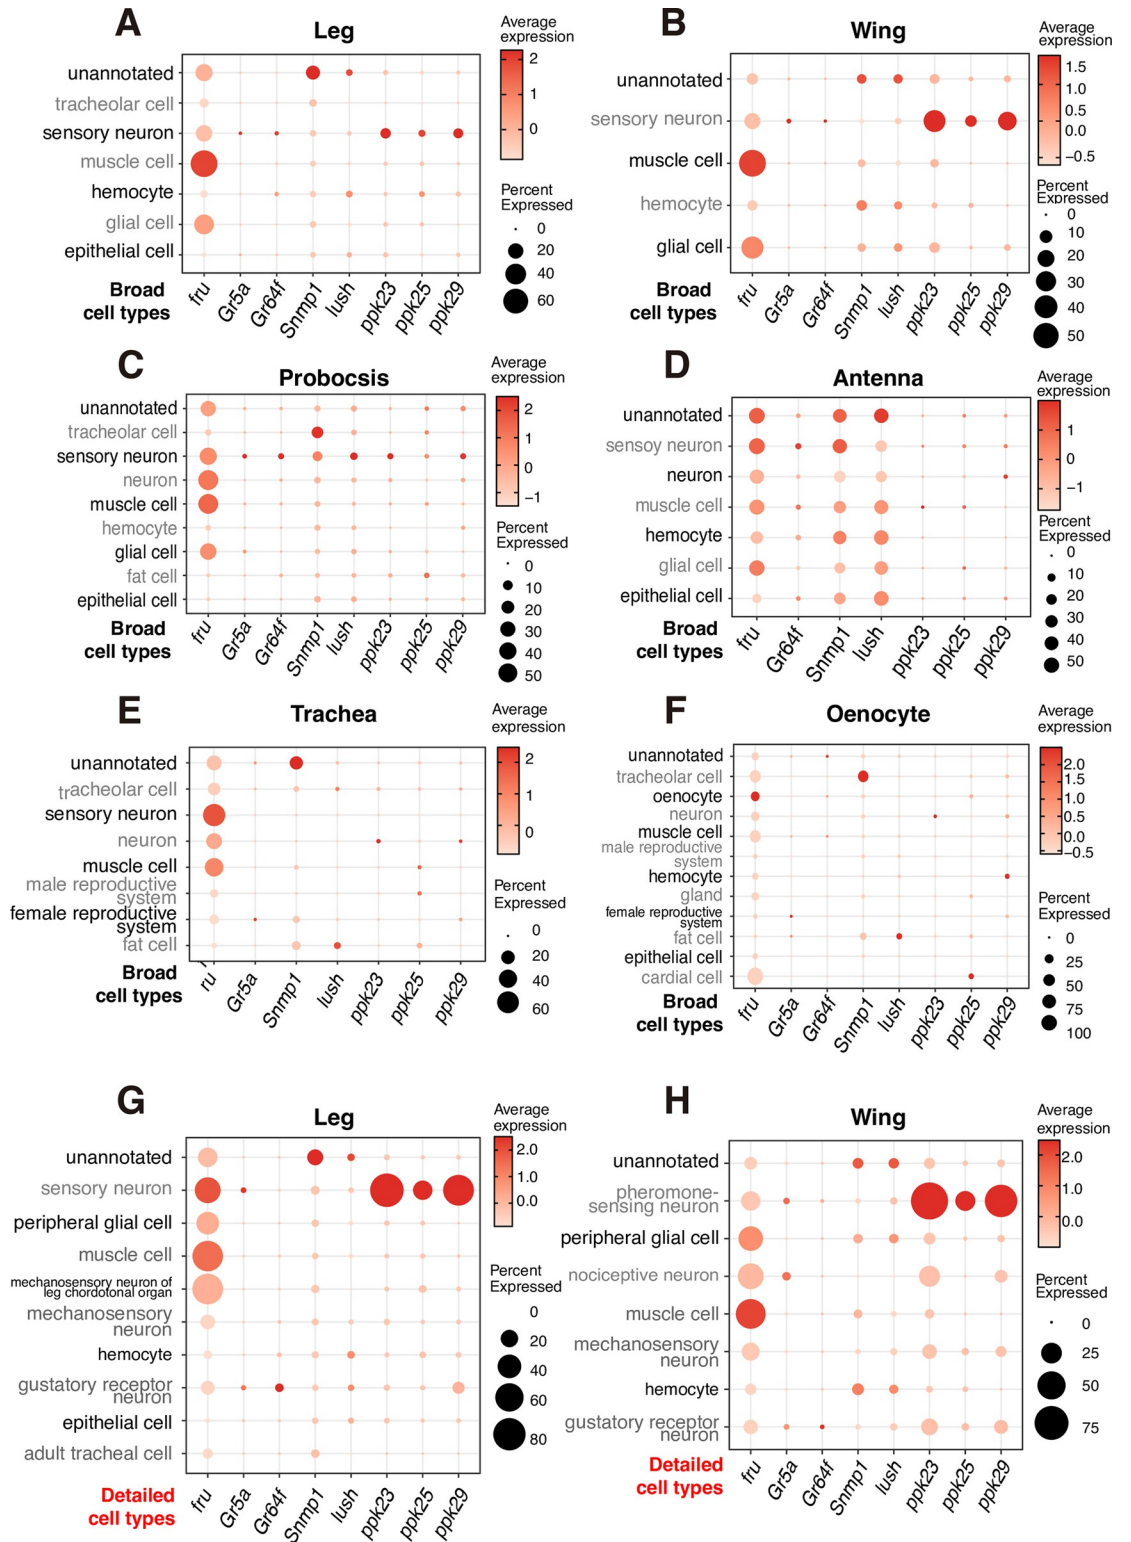 A
Leg
Average
expression
2
1
0
Percent
Expressed
0
20
40
60
unannotated
tracheolar cell
sensory neuron
muscle cell
hemocyte
glial cell
epithelial cell
Broad
cell types
fru
Gr5a
Gr64f
Snmp1
lush
ppk23
ppk25
ppk29
B
Wing
Average
expression
1.5
1.0
0.5
0.0
−0.5
Percent
Expressed
0
10
20
30
40
50
unannotated
sensory neuron
muscle cell
hemocyte
glial cell
Broad
cell types
fru
Gr5a
Gr64f
Snmp1
lush
ppk23
ppk25
ppk29
C
Probocsis
Average
expression
2
1
0
−1
Percent
Expressed
0
10
20
30
40
50
unannotated
tracheolar cell
sensory neuron
neuron
muscle cell
hemocyte
glial cell
fat cell
epithelial cell
Broad
cell types
fru
Gr5a
Gr64f
Snmp1
lush
ppk23
ppk25
ppk29
D
Antenna
Average
expression
1
0
−1
Percent
Expressed
0
10
20
30
40
50
unannotated
sensoy neuron
neuron
muscle cell
hemocyte
glial cell
epithelial cell
Broad
cell types
fru
Gr64f
Snmp1
lush
ppk23
ppk25
ppk29
E
Trachea
Average
expression
2
1
0
Percent
Expressed
0
20
40
60
unannotated
tracheolar cell
sensory neuron
neuron
muscle cell
male reproductive
system
female reproductive
system
fat cell
Broad
cell types
ru
Gr5a
Snmp1
lush
ppk23
ppk25
ppk29
F
Oenocyte
Average
expression
2.0
1.5
1.0
0.5
0.0
−0.5
Percent
Expressed
0
25
50
75
100
unannotated
tracheolar cell
oenocyte
neuron
muscle cell
male reproductive
system
hemocyte
gland
female reproductive
system
fat cell
epithelial cell
cardial cell
Broad
cell types
fru
Gr5a
Gr64f
Snmp1
lush
ppk23
ppk25
ppk29
G
Leg
Average
expression
2.0
1.0
0.0
Percent
Expressed
0
20
40
60
80
unannotated
sensory neuron
peripheral glial cell
muscle cell
mechanosensory neuron of
leg chordotonal organ
mechanosensory
neuron
hemocyte
gustatory receptor
neuron
epithelial cell
adult tracheal cell
Detailed
cell types
fru
Gr5a
Gr64f
Snmp1
lush
ppk23
ppk25
ppk29
H
Wing
Average
expression
2.0
1.0
0.0
Percent
Expressed
0
25
50
75
unannotated
pheromone-
sensing neuron
peripheral glial cell
nociceptive neuron
muscle cell
mechanosensory
neuron
hemocyte
gustatory receptor
neuron
Detailed
cell types
fru
Gr5a
Gr64f
Snmp1
lush
ppk23
ppk25
ppk29